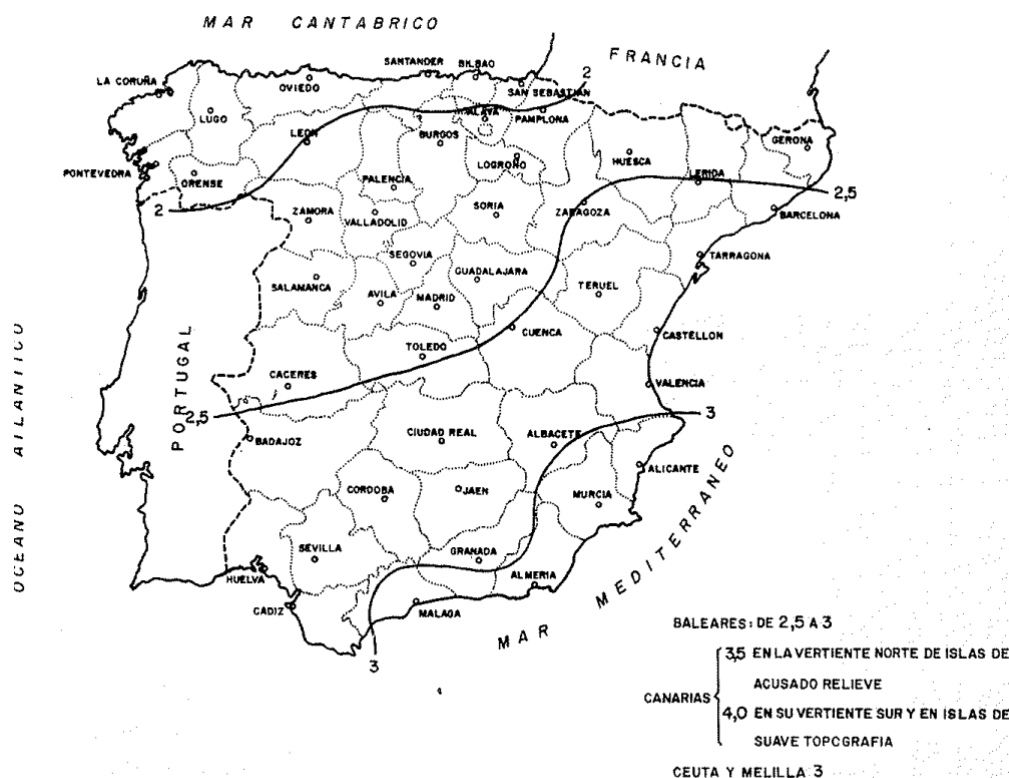 MAR CANTABRICO
FRANCIA
SANTANDER
BILBAO
2
LA CORUÑA
OVIEDO
SAN SEBASTIAN
LUGO
LEON
ALAVA
PAMPLONA
BURGOS
GERONA
LOGROÑO
HUESCA
PONTEVEDRA
ORENSE
PALENCIA
LERIDA
2
ZAMORA
VALLADOLID
SORIA
ZARAGOZA
2,5
BARCELONA
SEGOVIA
TARRAGONA
SALAMANCA
GUADALAJARA
TERUEL
AVILA
MADRID
CUENCA
CASTELLON
TOLEDO
CACERES
VALENCIA
2,5
3
PORTUGAL
OCEANO ATLANTICO
BADAJOZ
CIUDAD REAL
ALBACETE
ALICANTE
CORDOBA
JAEN
MURCIA
SEVILLA
GRANADA
HUELVA
ALMERIA
CADIZ
MALAGA
3
MAR MEDITERRANEO
BALEARES: DE 2,5 A 3
CANARIAS
3,5 EN LA VERTIENTE NORTE DE ISLAS DE
ACUSADO RELIEVE
4,0 EN SU VERTIENTE SUR Y EN ISLAS DE
SUAVE TOPOGRAFIA
CEUTA Y MELILLA 3